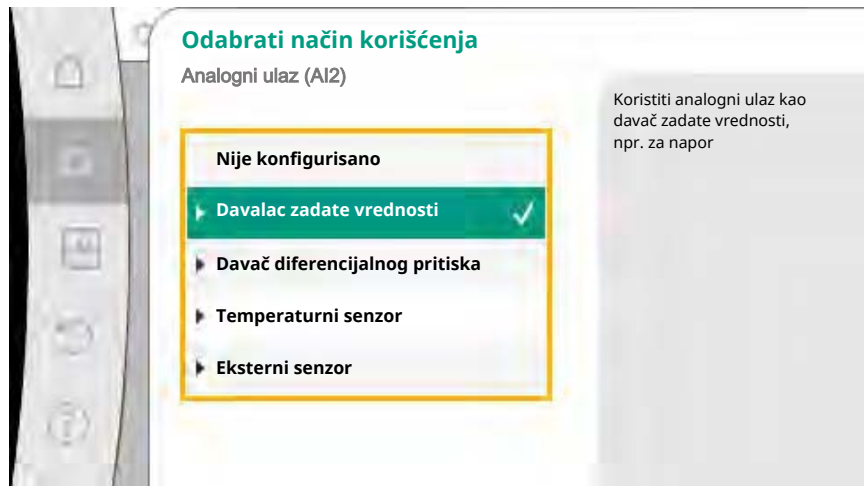 Odabrati način korišćenja
Analogni ulaz (AI2)
Koristiti analogni ulaz kao
davač zadate vrednosti,
npr. za napor
Nije konfigurisano
Davalac zadate vrednosti
Davač diferencijalnog pritiska
Temperaturni senzor
Eksterni senzor